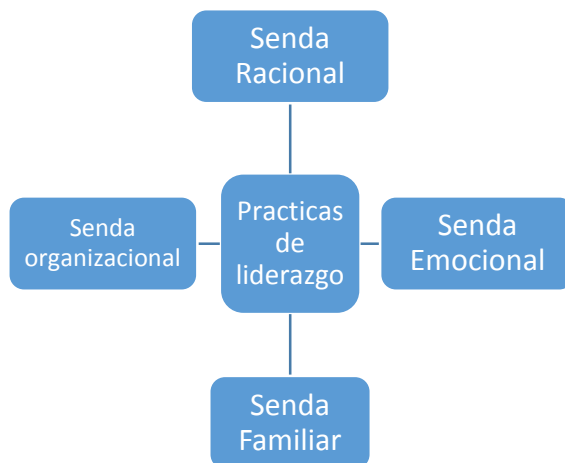 Senda
Racional
Senda
organizacional
Practicas
de
liderazgo
Senda
Emocional
Senda
Familiar